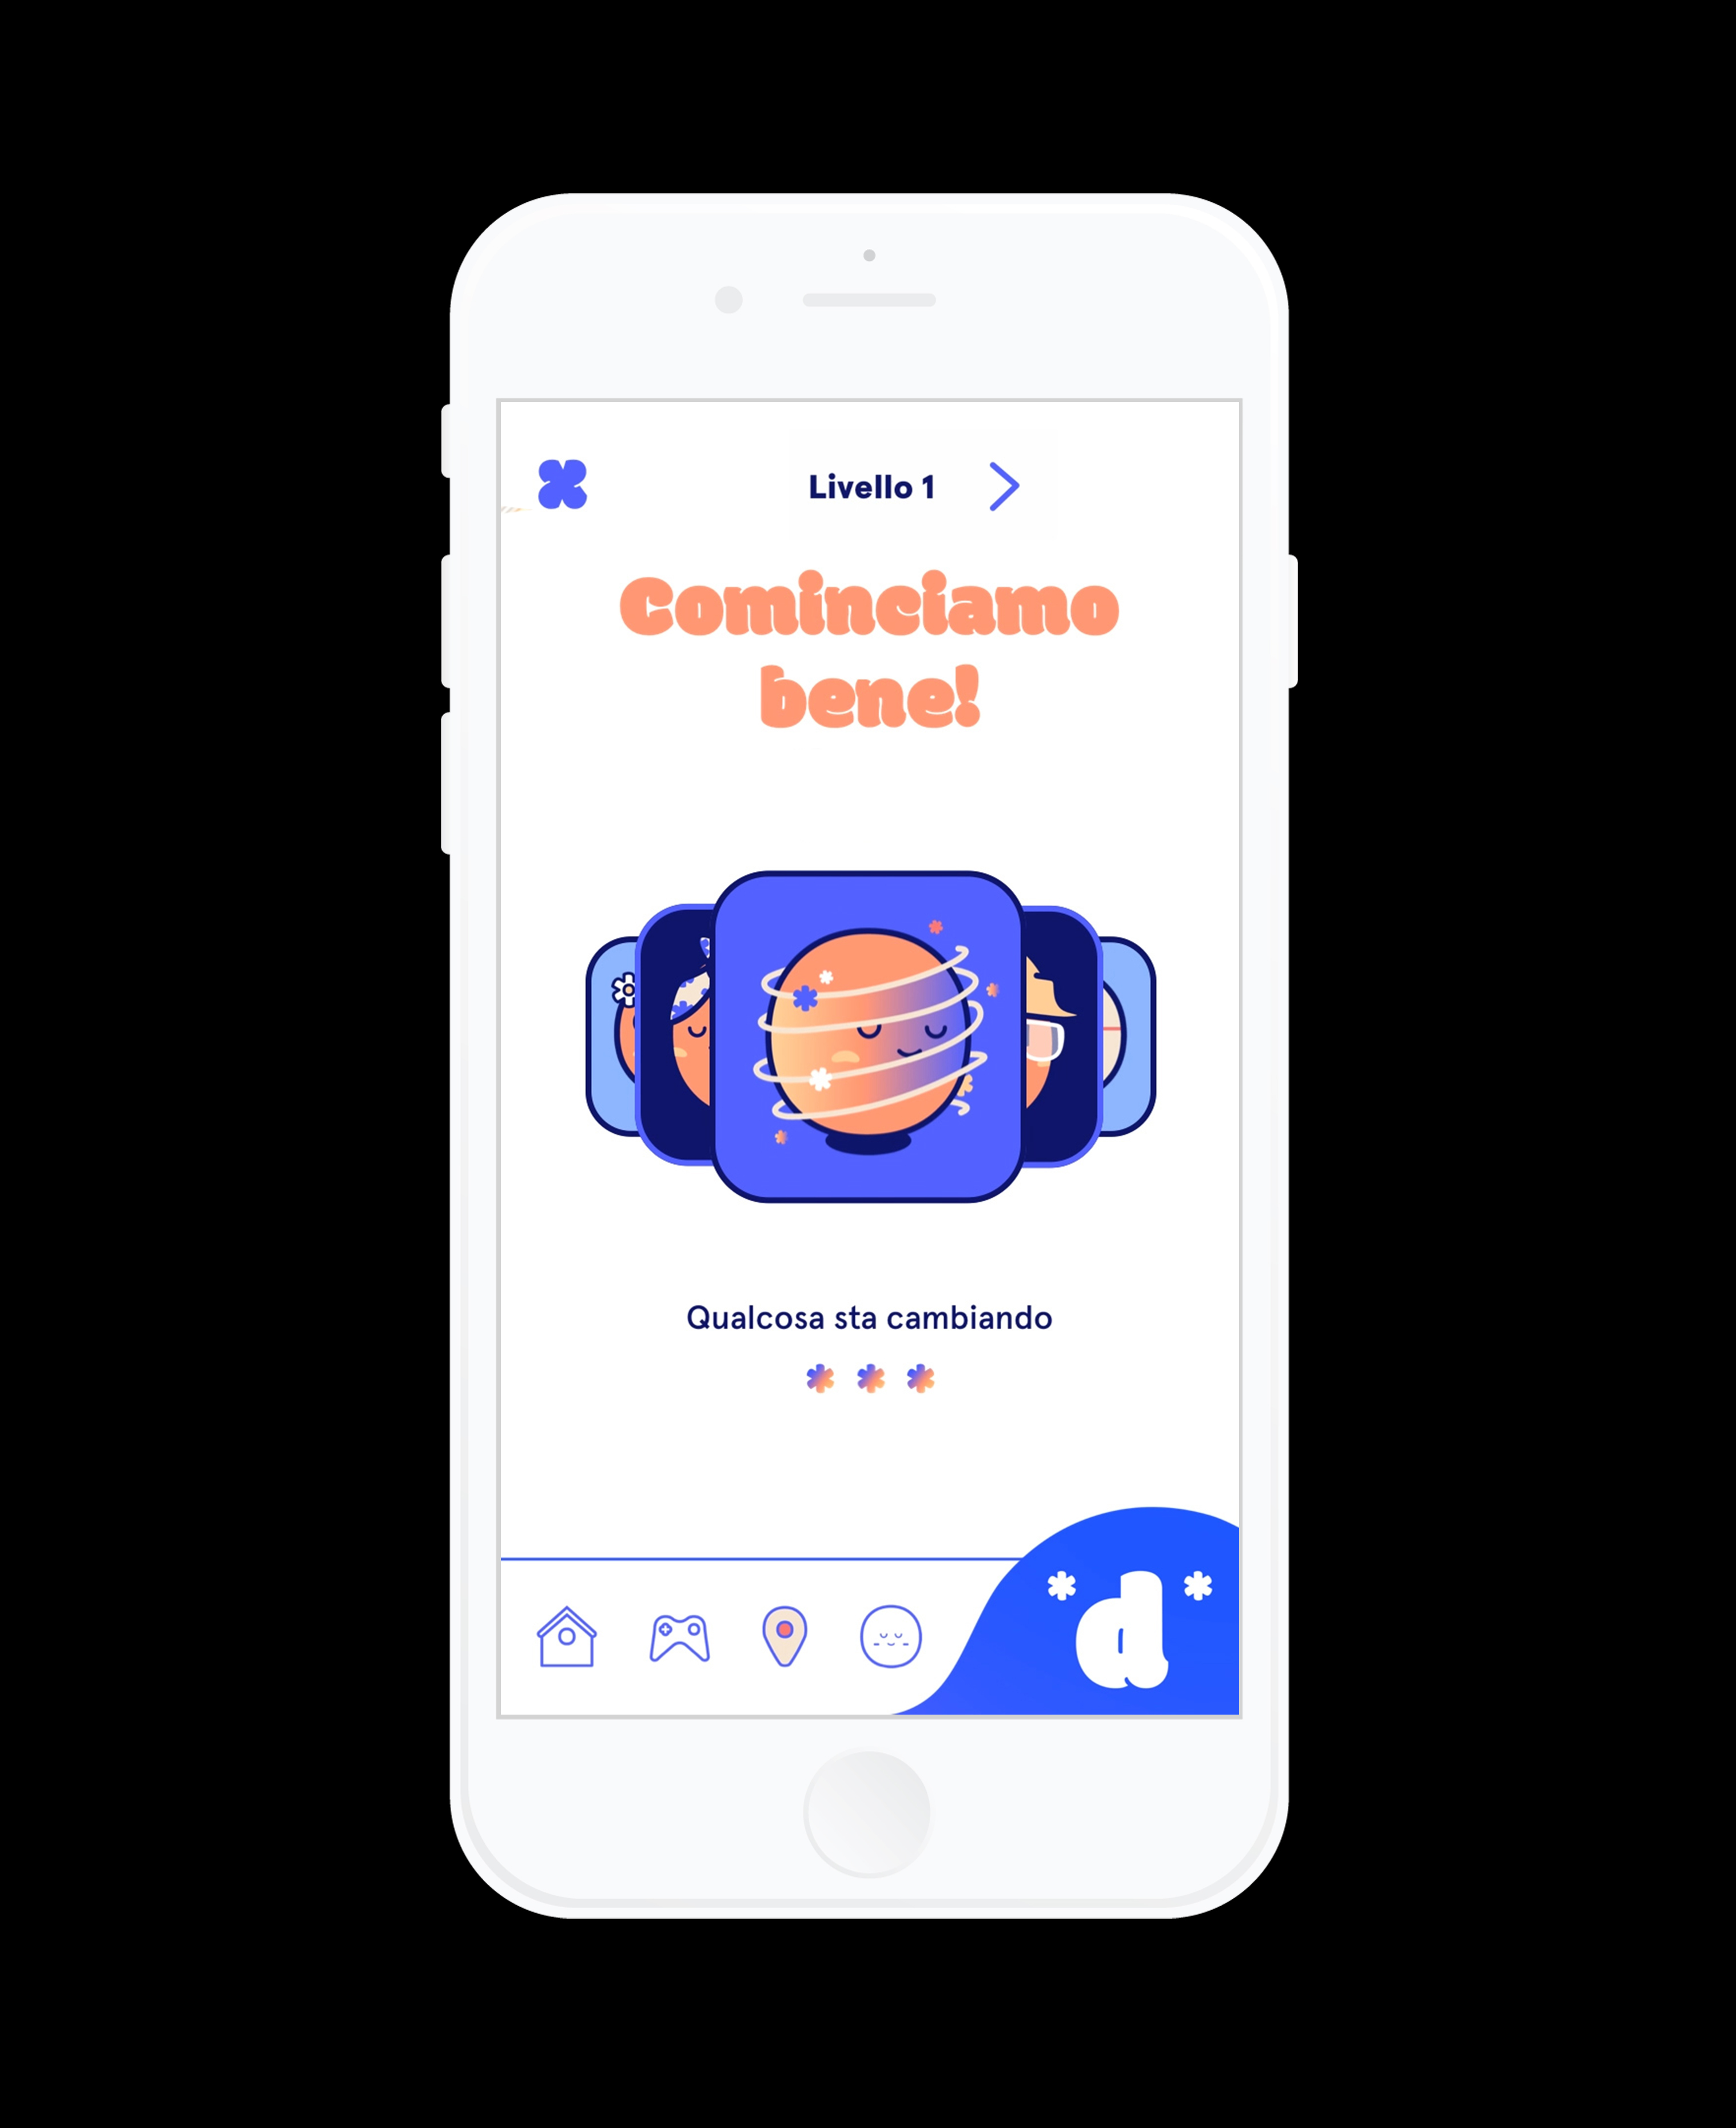 Livello 1
Cominciamo
bene!
Qualcosa sta cambiando
*d*